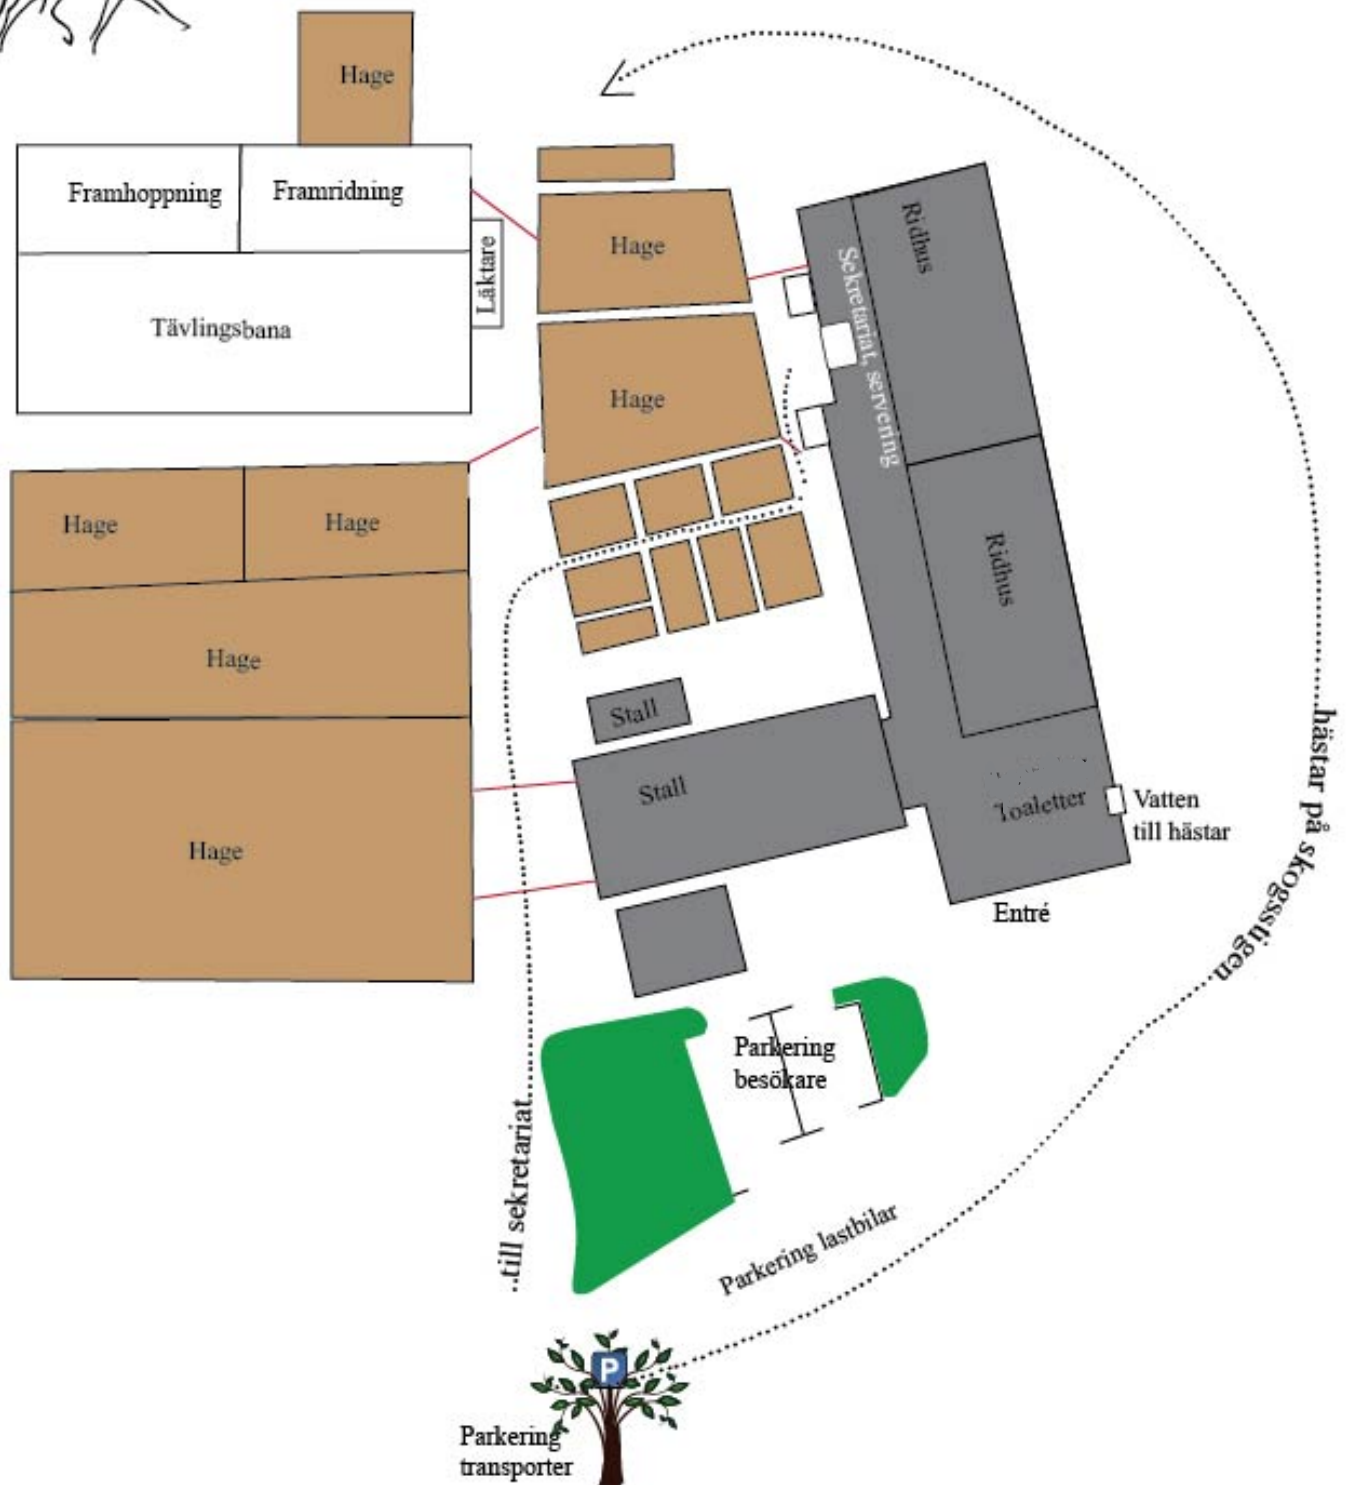 Hage
Framhoppning
Framridning
Läktare
Tävlingsbana
Hage
Hage
Ridhus
Sekretariat, servering
Ridhus
Hage
Hage
Hage
Hage
Stall
Stall
Toaletter
Vatten
till hästar
Entré
...hästar på skogsstigen
Parkering
besökare
..till sekretariat
Parkering lastbilar
P
Parkering
transporter